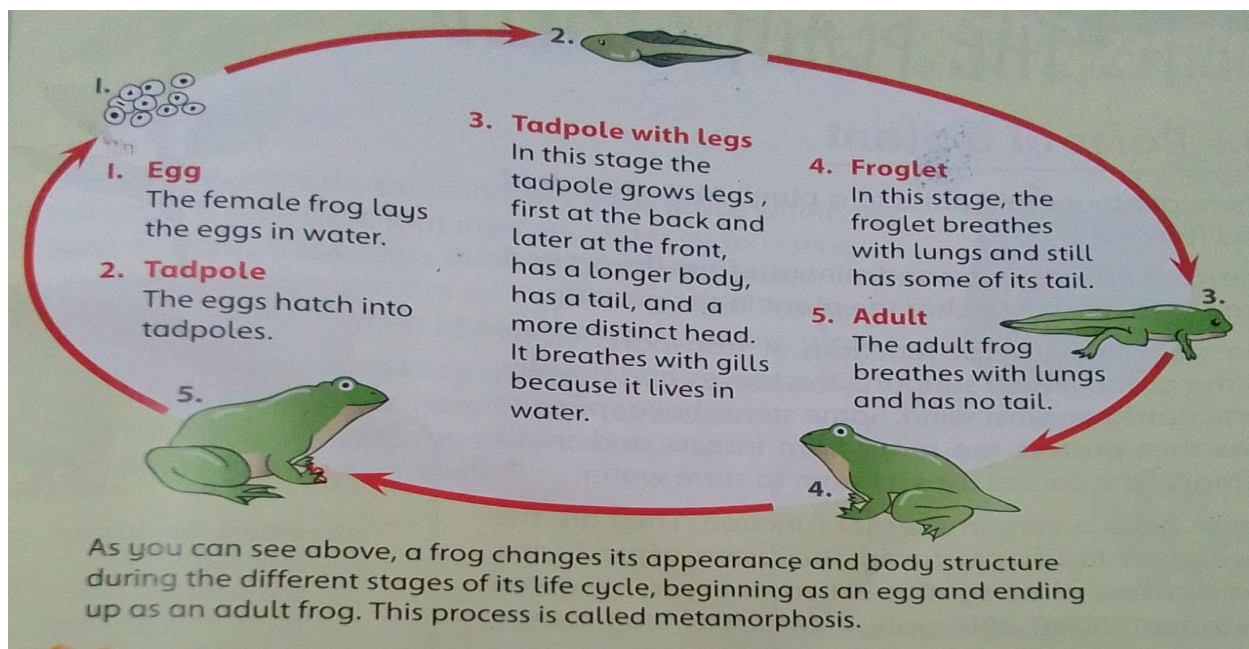 1.
2.
1. Egg
The female frog lays
the eggs in water.
2. Tadpole
The eggs hatch into
tadpoles.
3. Tadpole with legs
In this stage the
tadpole grows legs ,
first at the back and
later at the front,
has a longer body,
has a tail, and a
more distinct head.
It breathes with gills
because it lives in
water.
4. Froglet
In this stage, the
froglet breathes
with lungs and still
has some of its tail.
5. Adult
The adult frog
breathes with lungs
and has no tail.
3.
5.
4.
As you can see above, a frog changes its appearance and body structure
during the different stages of its life cycle, beginning as an egg and ending
up as an adult frog. This process is called metamorphosis.